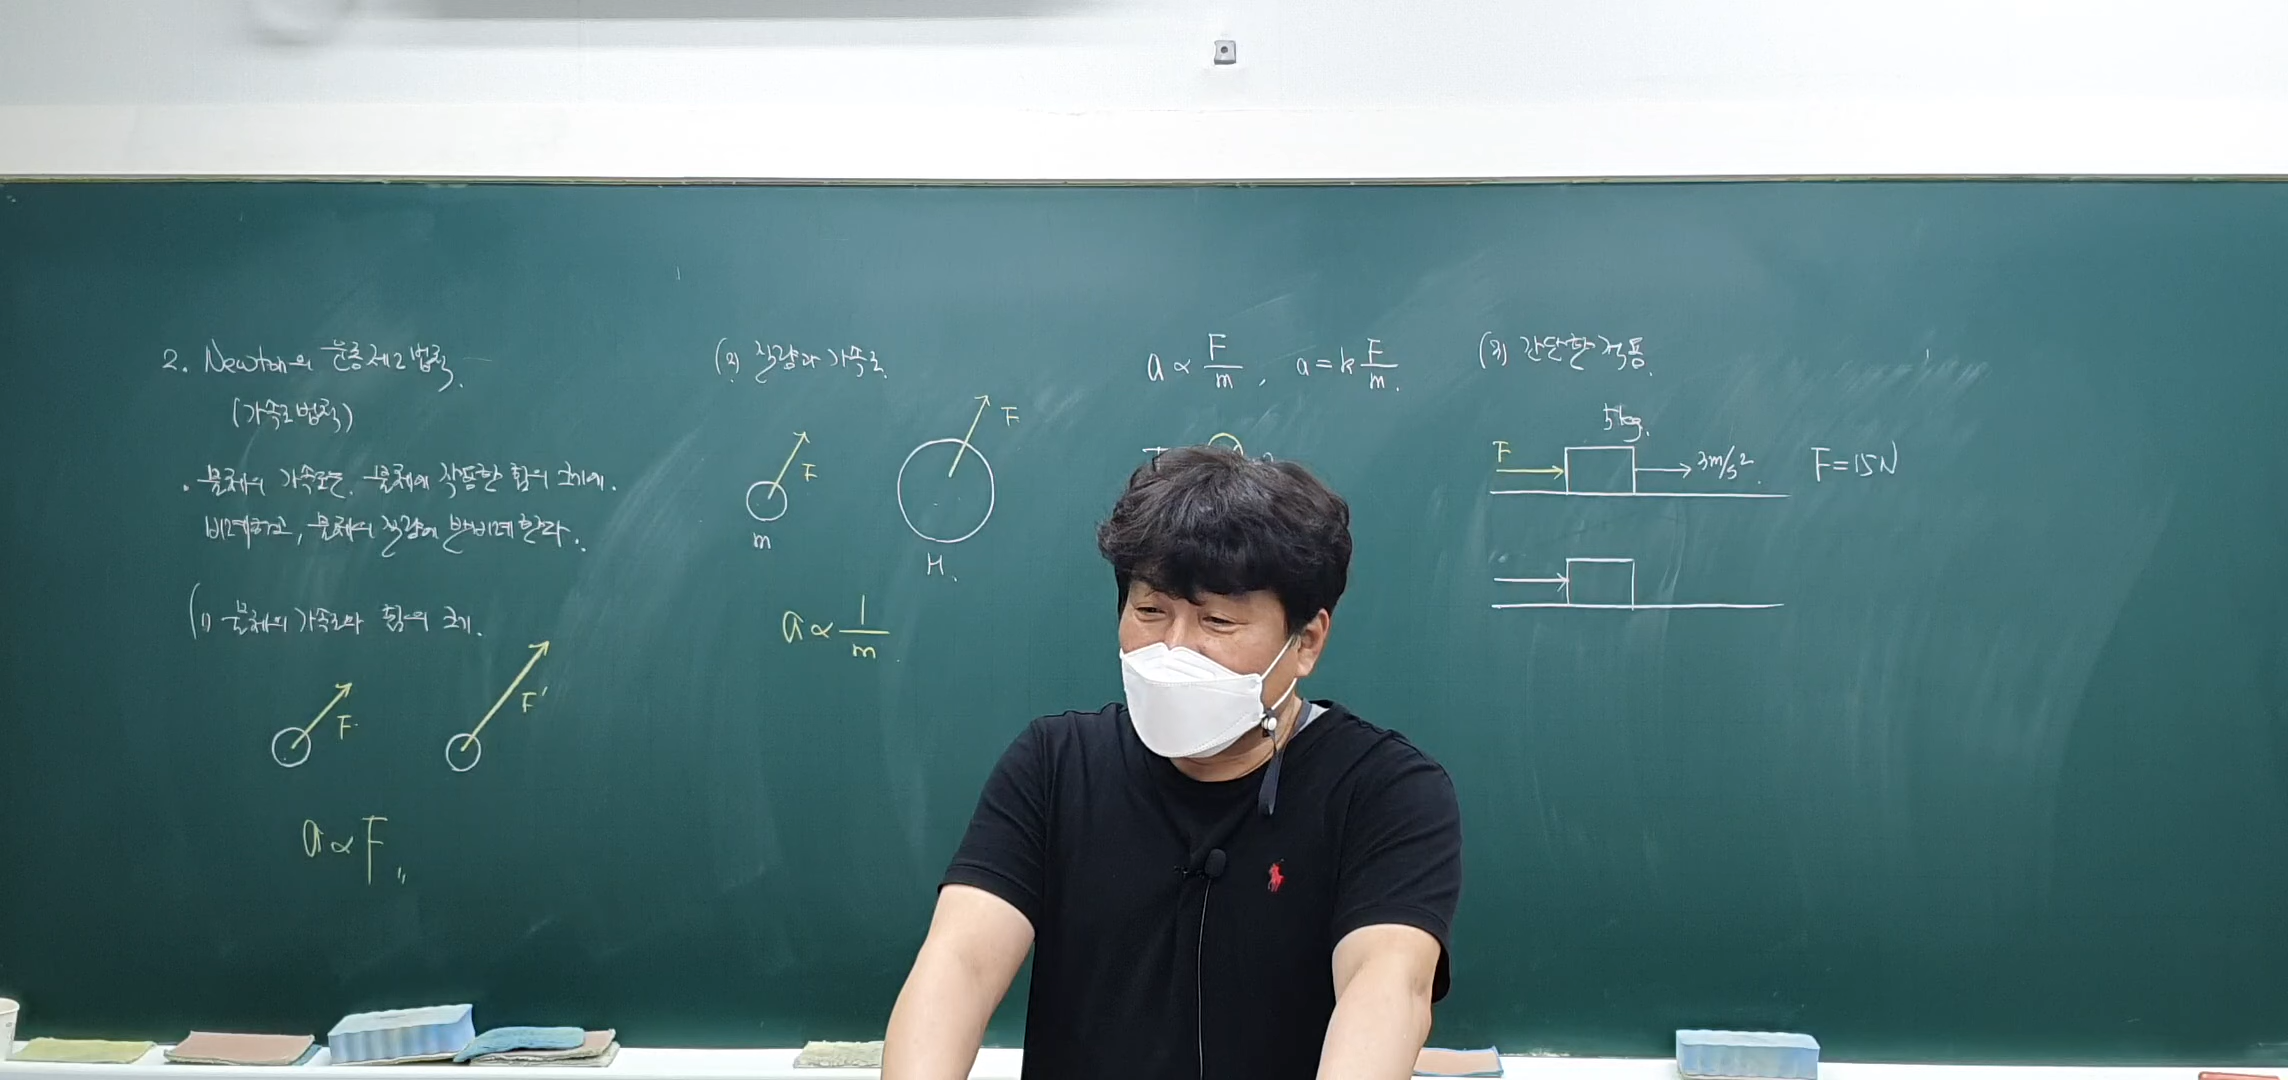 2. Newton의 운동 제2법칙.
(가속도 법칙)
· 물체의 가속도는, 물체에 작용한 힘의 크기에.
비례하고, 물체의 질량에 반비례한다.
(1) 물체의 가속도와 힘의 크기.
F
F'
a ∝ F
(2) 질량과 가속도.
F
F
m
M.
a ∝ 1/m
a ∝ F/m, a = k F/m.
(3) 간단한 적용.
5kg.
F
3m/s².
F=15N